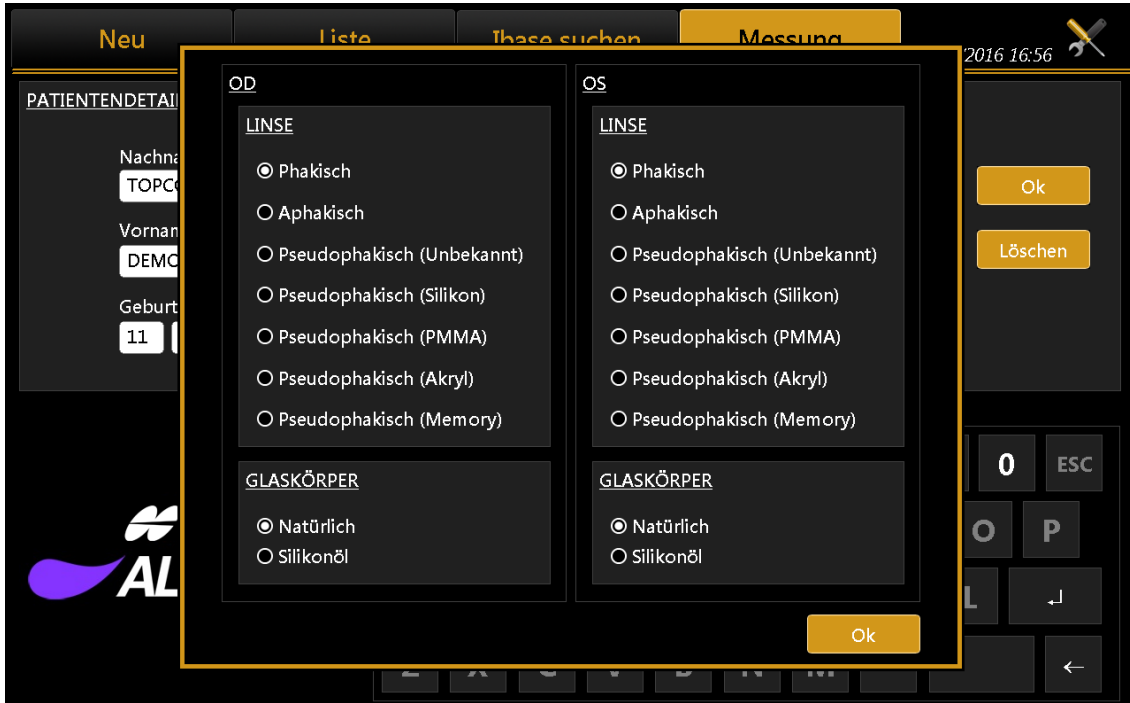 Neu
Liste
Ibase suchen
Messung
2016 16:56
PATIENTENDETAI
Nachna
TOPCO
Vornam
DEMO
Geburt
11
Ok
Löschen
OD
LINSE
Phakisch
Aphakisch
Pseudophakisch (Unbekannt)
Pseudophakisch (Silikon)
Pseudophakisch (PMMA)
Pseudophakisch (Akryl)
Pseudophakisch (Memory)
GLASKÖRPER
Natürlich
Silikonöl
OS
LINSE
Phakisch
Aphakisch
Pseudophakisch (Unbekannt)
Pseudophakisch (Silikon)
Pseudophakisch (PMMA)
Pseudophakisch (Akryl)
Pseudophakisch (Memory)
GLASKÖRPER
Natürlich
Silikonöl
Ok
AL
0 ESC
O P
L
Z X C V B N M